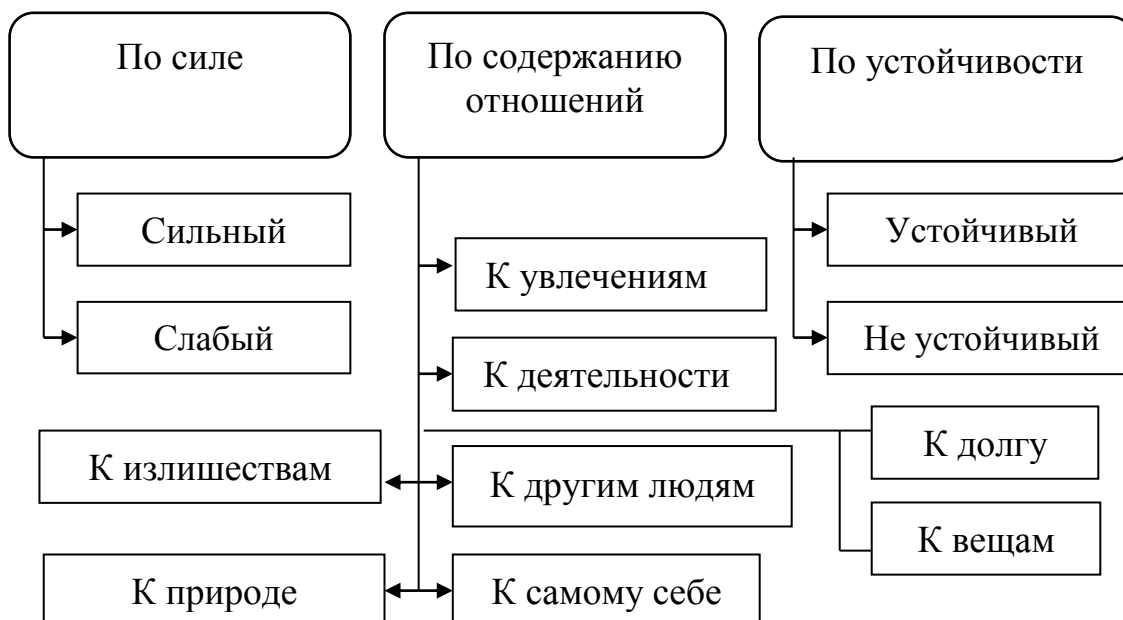 По силе
По содержанию
отношений
По устойчивости
Сильный
Слабый
К увлечениям
К деятельности
К излишествам
К другим людям
К природе
К самому себе
Устойчивый
Не устойчивый
К долгу
К вещам